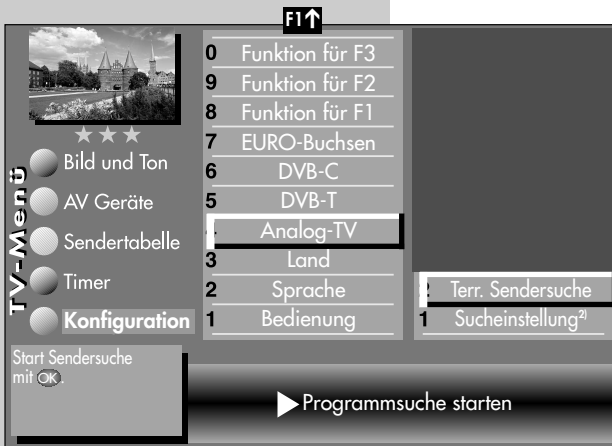 F1↑
TV-Menü
Bild und Ton
AV Geräte
Sendertabelle
Timer
Konfiguration
0 Funktion für F3
9 Funktion für F2
8 Funktion für F1
7 EURO-Buchsen
6 DVB-C
5 DVB-T
4 Analog-TV
3 Land
2 Sprache
1 Bedienung
2 Terr. Sendersuche
1 Sucheinstellung²⁾
Start Sendersuche
mit OK.
Programmsuche starten